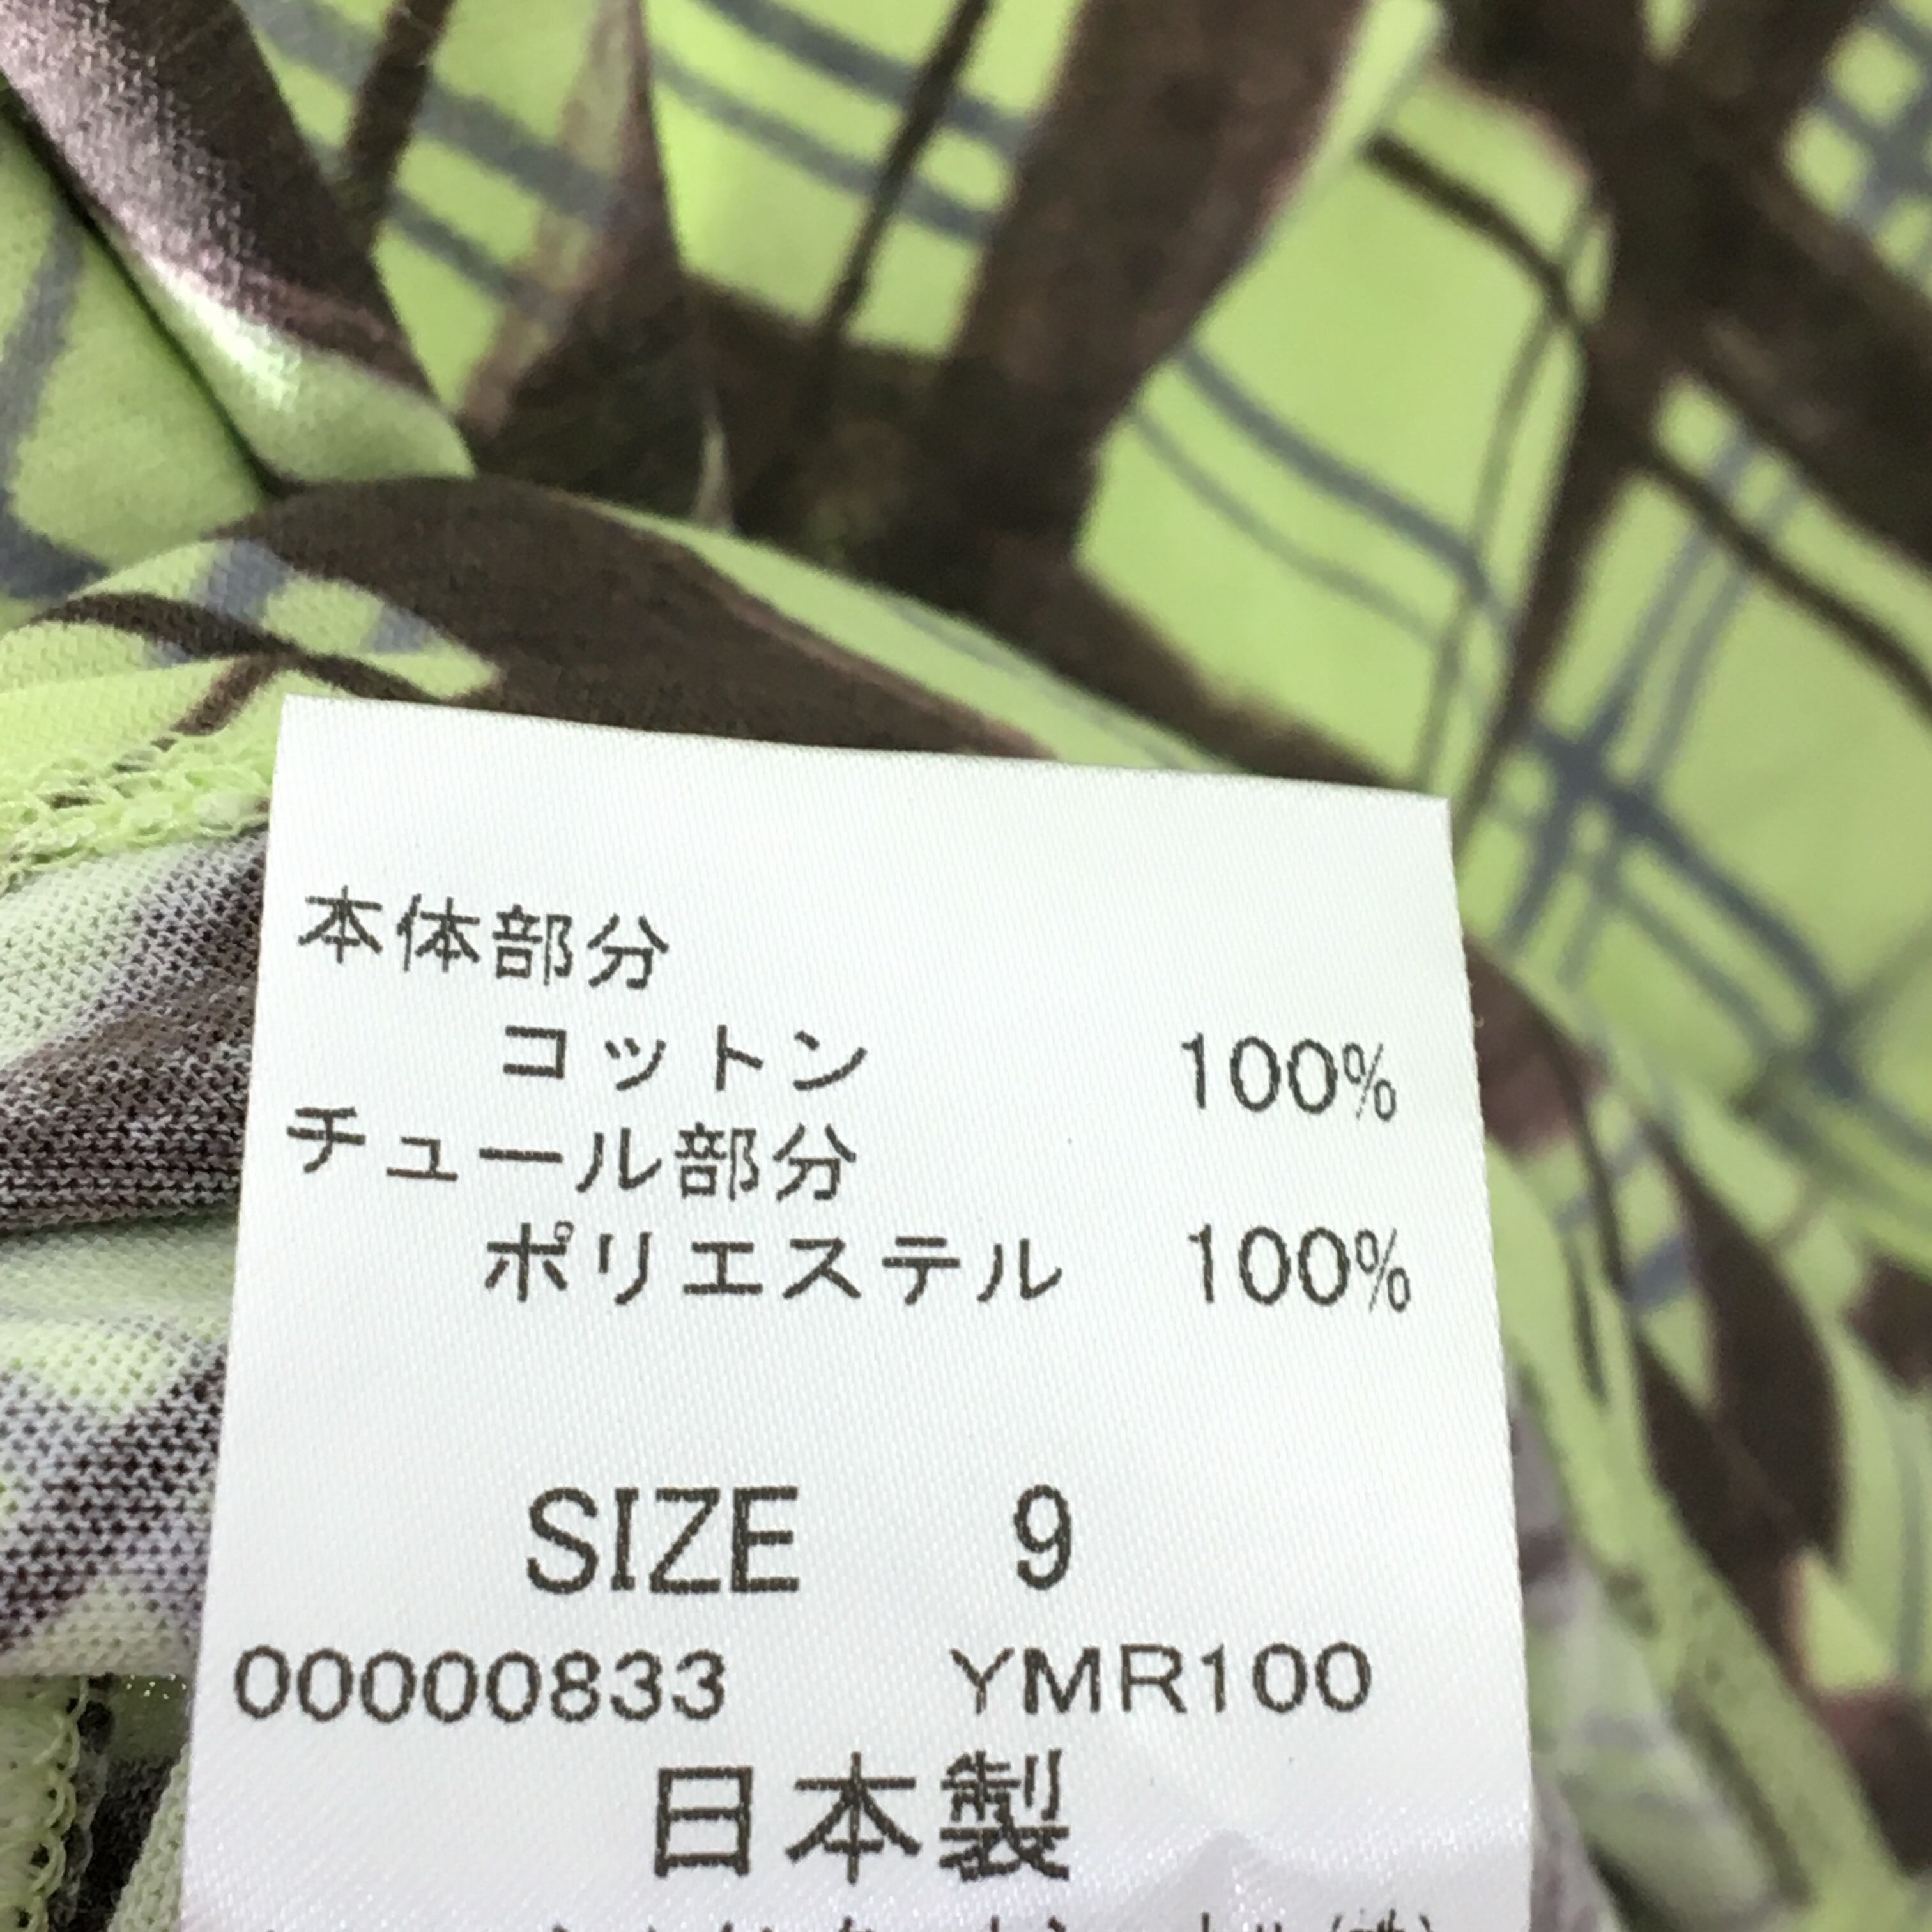 本体部分
コットン 100%
チュール部分
ポリエステル 100%
SIZE 9
00000833 YMR100
日本製